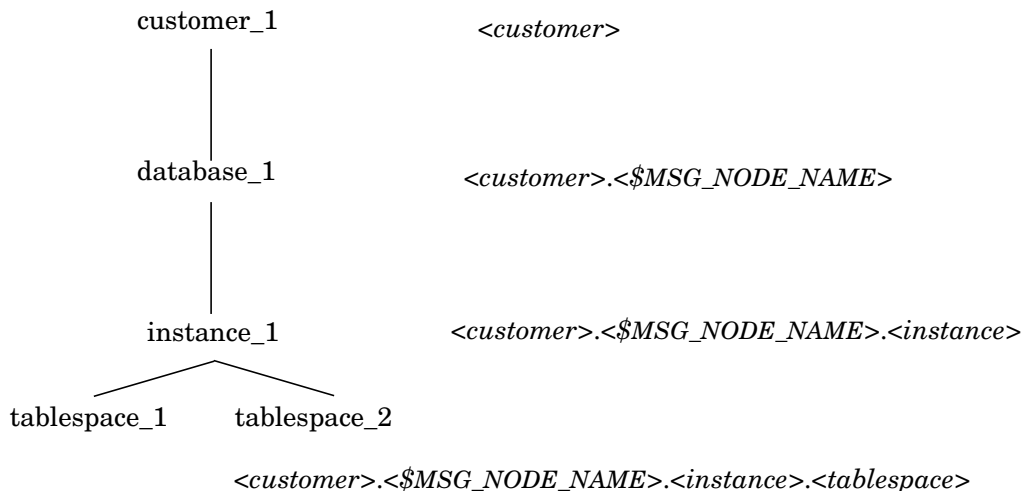 customer_1 <customer>
database_1 <customer>.<$MSG_NODE_NAME>
instance_1 <customer>.<$MSG_NODE_NAME>.<instance>
tablespace_1 tablespace_2
<customer>.<$MSG_NODE_NAME>.<instance>.<tablespace>